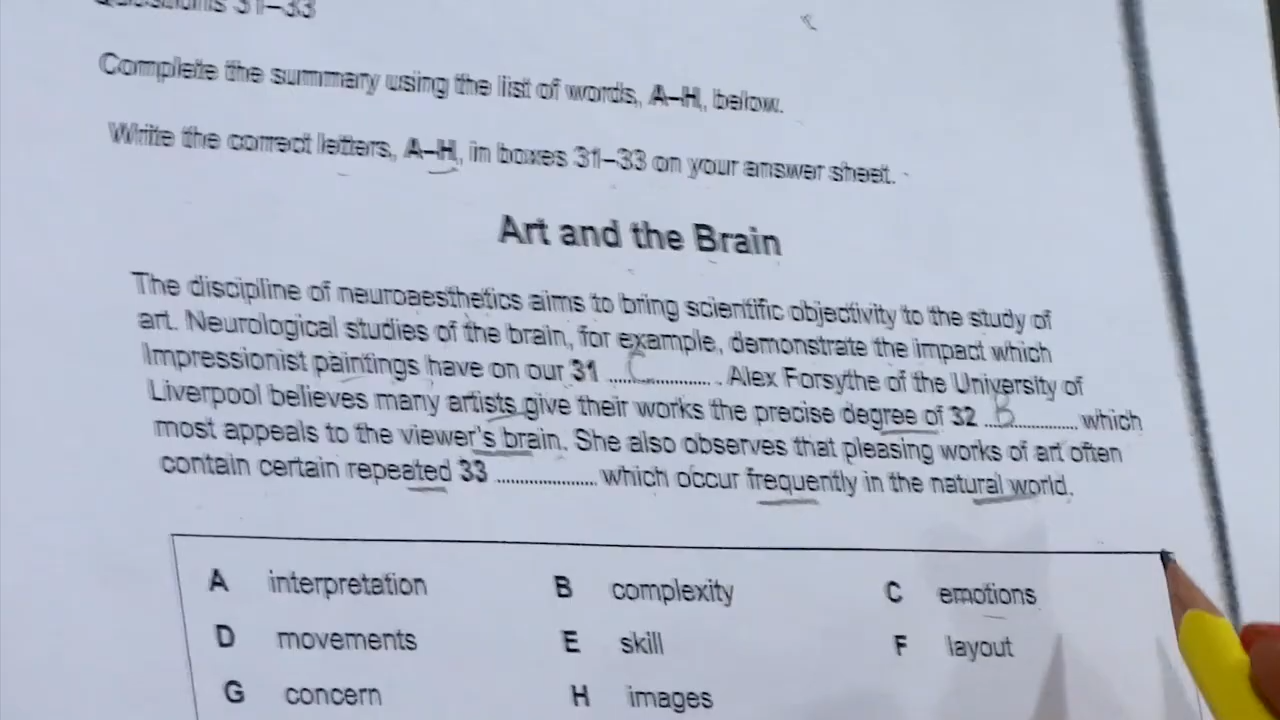 Questions 31–33
Complete the summary using the list of words, A–H, below.
Write the correct letters, A–H, in boxes 31–33 on your answer sheet.
Art and the Brain
The discipline of neuroaesthetics aims to bring scientific objectivity to the study of
art. Neurological studies of the brain, for example, demonstrate the impact which
Impressionist paintings have on our 31 ....C.............. . Alex Forsythe of the University of
Liverpool believes many artists give their works the precise degree of 32 ...B............... which
most appeals to the viewer's brain. She also observes that pleasing works of art often
contain certain repeated 33 ...................... which occur frequently in the natural world.
A interpretation B complexity C emotions
D movements E skill F layout
G concern H images